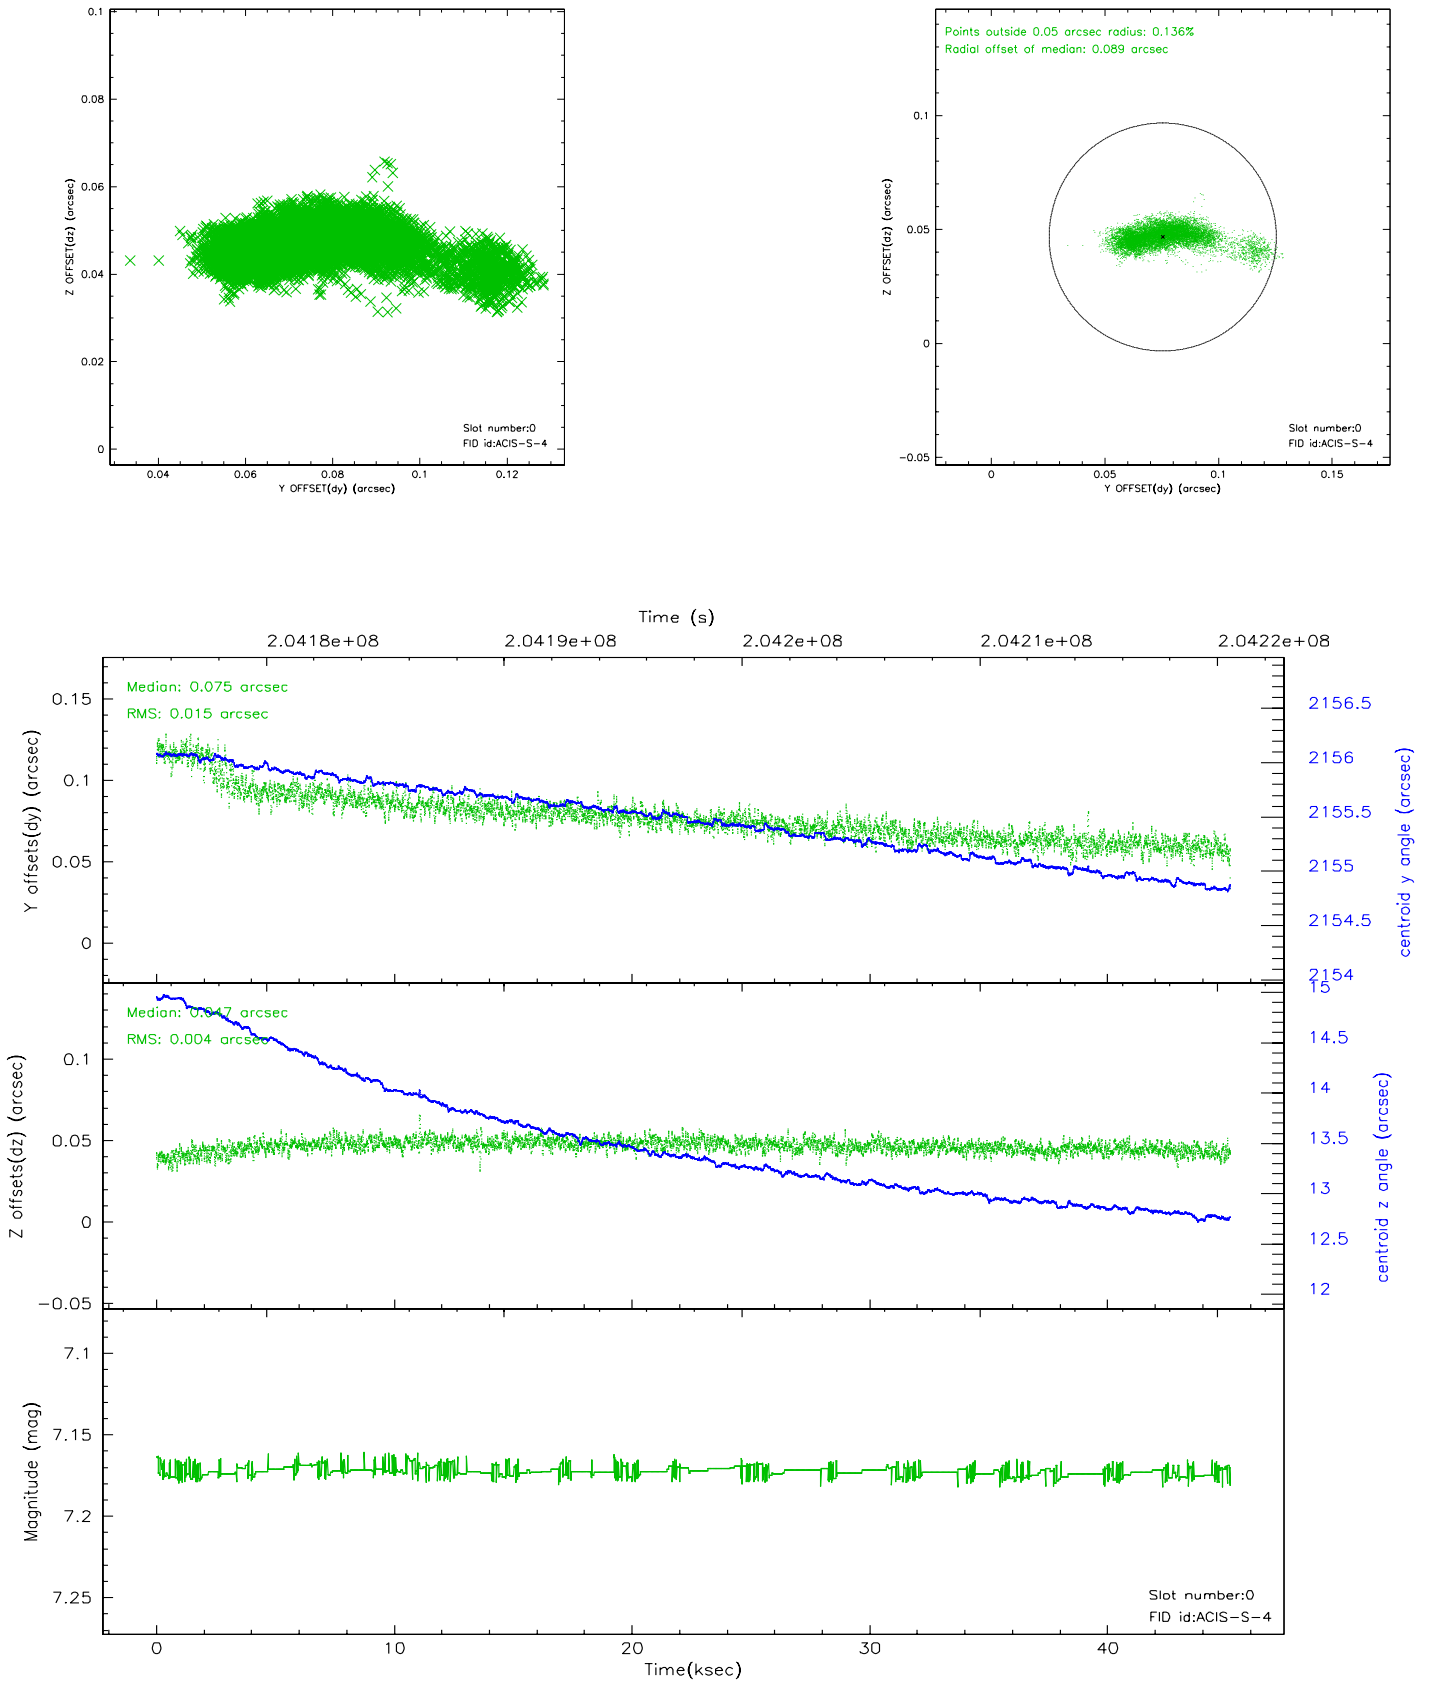 0.1
0.08
0.06
0.04
0.02
0
Z OFFSET(dz) (arcsec)
0.04 0.06 0.08 0.1 0.12
Y OFFSET(dy) (arcsec)
Slot number:0
FID id:ACIS-S-4
Points outside 0.05 arcsec radius: 0.136%
Radial offset of median: 0.089 arcsec
0.1
0.05
0
-0.05
Z OFFSET(dz) (arcsec)
0 0.05 0.1 0.15
Y OFFSET(dy) (arcsec)
Slot number:0
FID id:ACIS-S-4
Time (s)
2.0418e+08 2.0419e+08 2.042e+08 2.0421e+08 2.0422e+08
Median: 0.075 arcsec
RMS: 0.015 arcsec
0.15
0.1
0.05
0
Y offsets(dy) (arcsec)
2156.5
2156
2155.5
2155
2154.5
2154
centroid y angle (arcsec)
Median: 0.047 arcsec
RMS: 0.004 arcsec
0.1
0.05
0
-0.05
Z offsets(dz) (arcsec)
15
14.5
14
13.5
13
12.5
12
centroid z angle (arcsec)
7.1
7.15
7.2
7.25
Magnitude (mag)
Slot number:0
FID id:ACIS-S-4
0 10 20 30 40
Time(ksec)